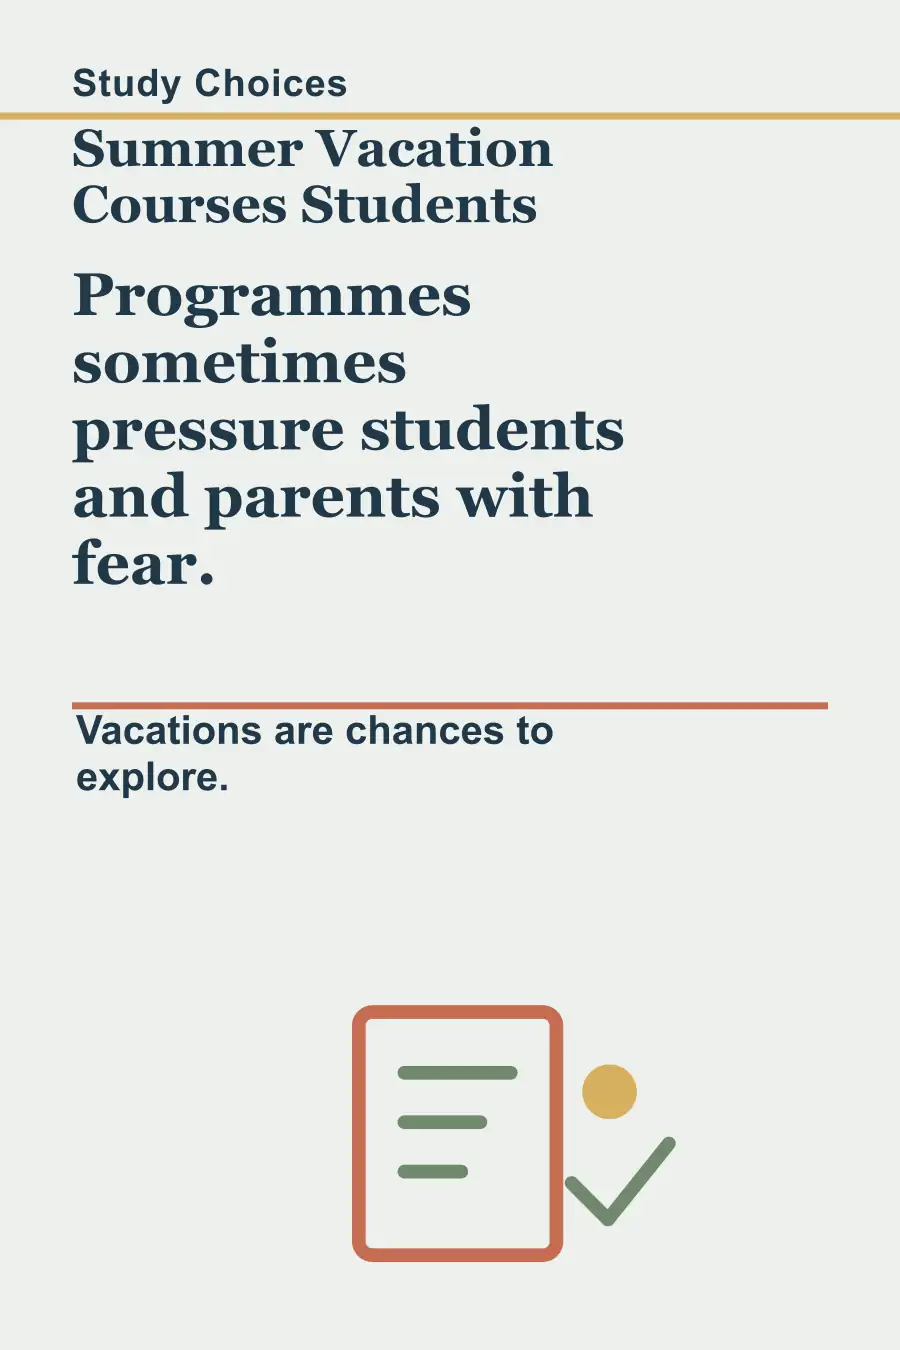 Study Choices
Summer Vacation
Courses Students
Programmes
sometimes
pressure students
and parents with
fear.
Vacations are chances to
explore.